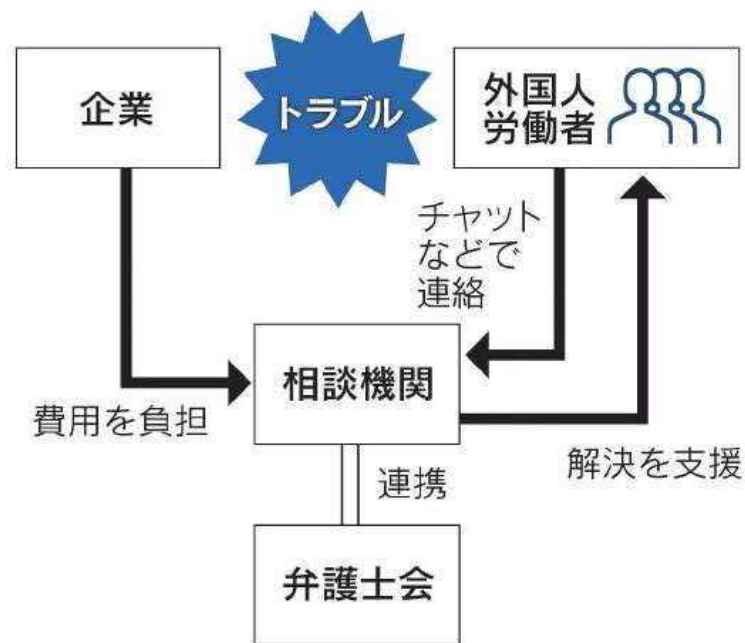 企業
トラブル
外国人
労働者
チャット
などで
連絡
相談機関
費用を負担
解決を支援
連携
弁護士会